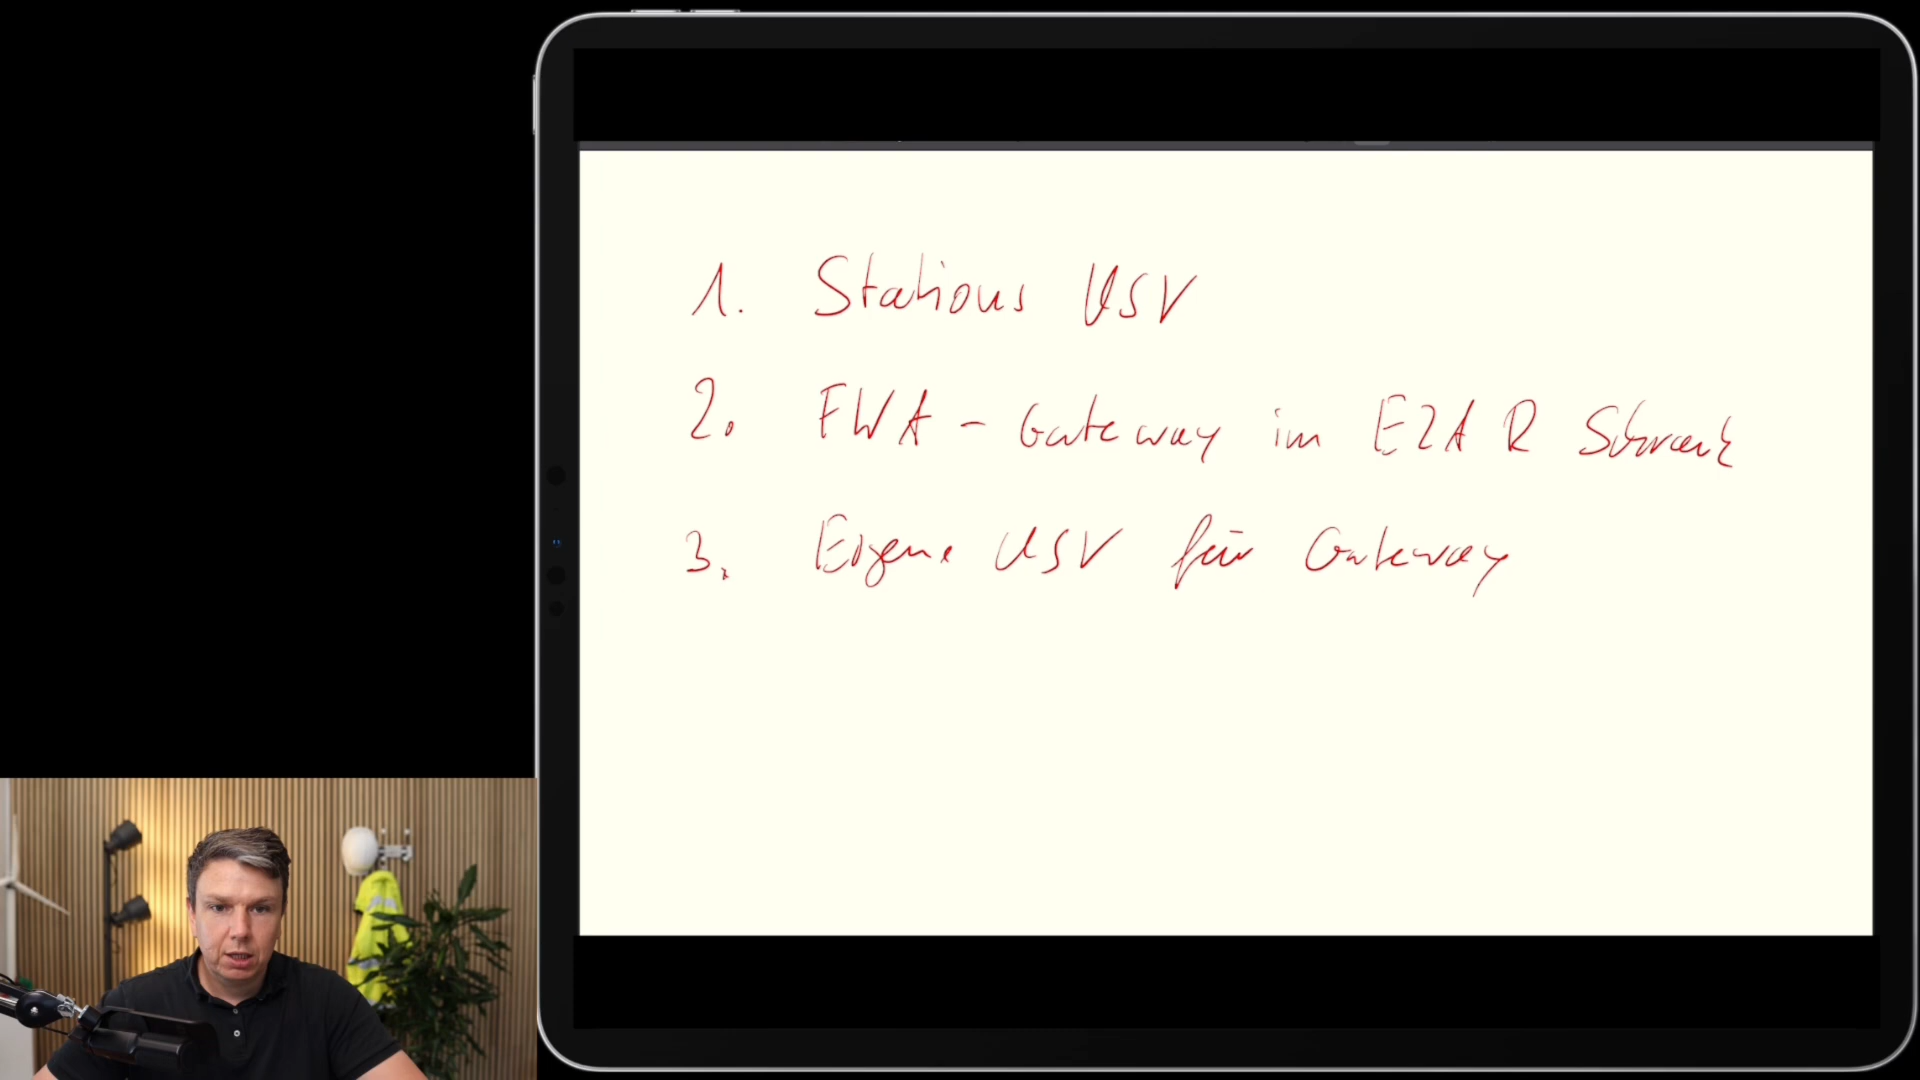 1. Stations USV
2. FWA - Gateway im EZA R Schrank
3. Eigene USV für Gateway